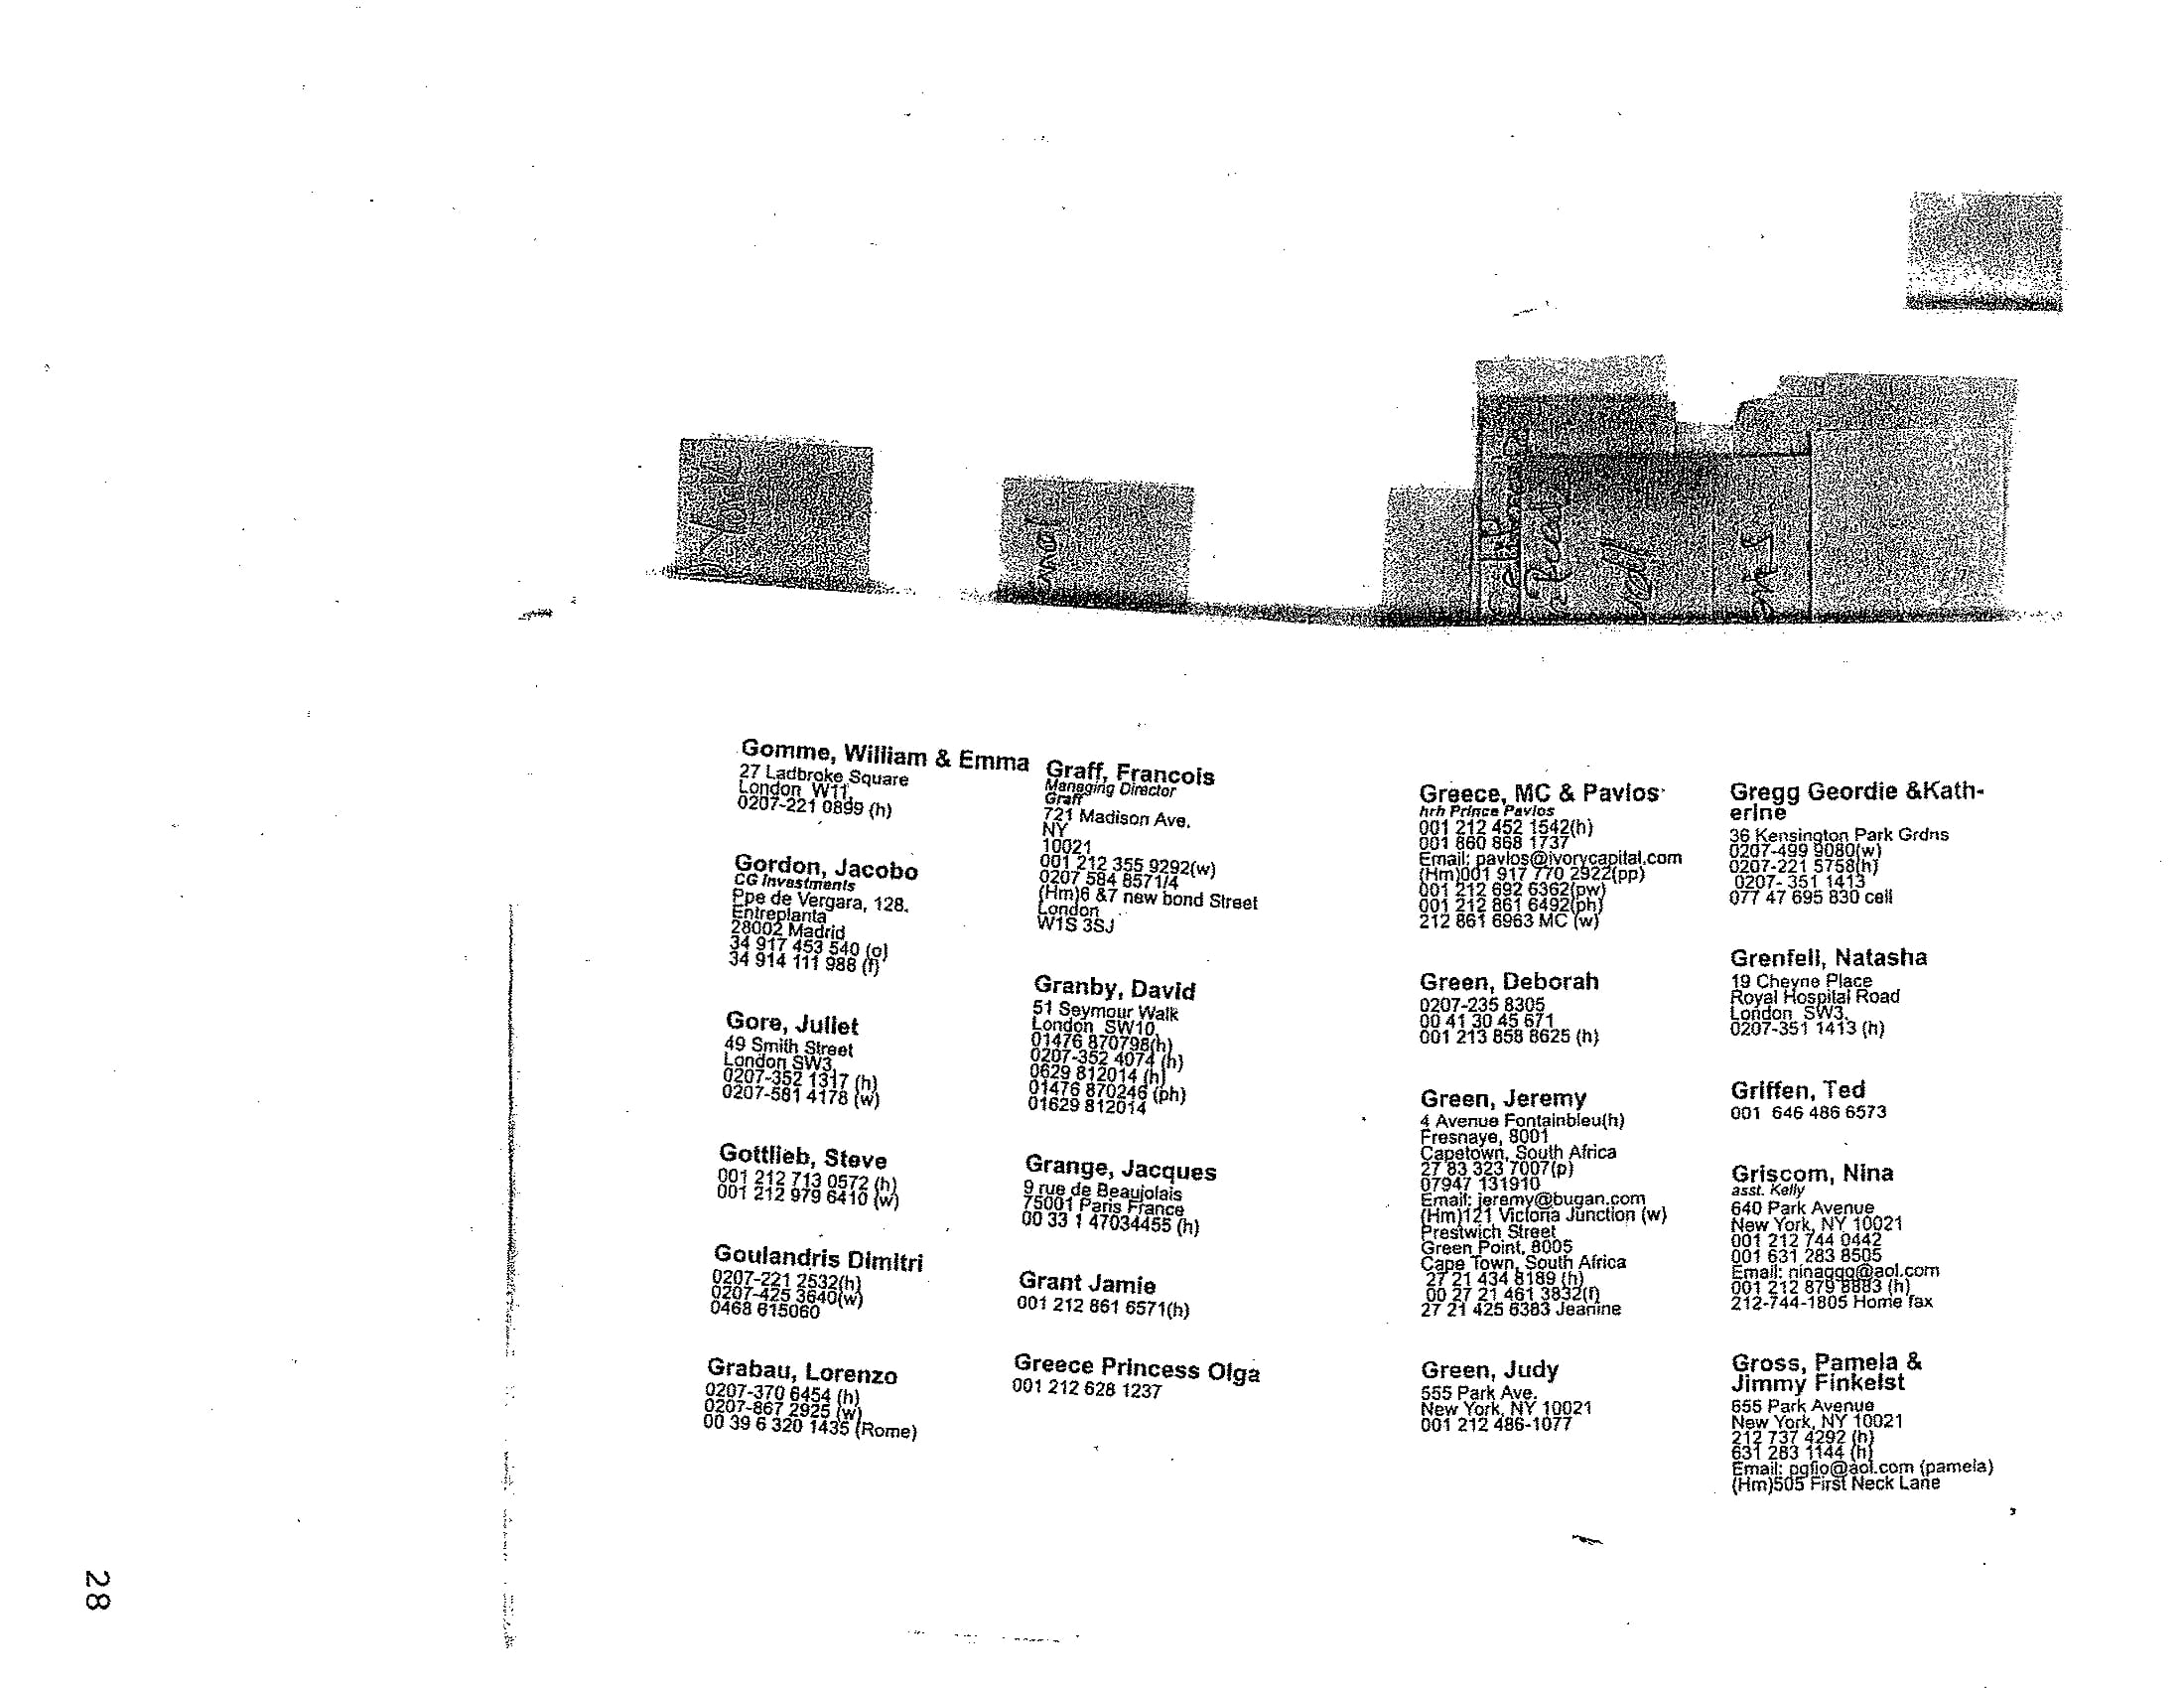 Gomme, William & Emma
27 Ladbroke Square
London W11,
0207-221 0899 (h)
Gordon, Jacobo
CG Investments
Ppe de Vergara, 128.
Entreplanta
28002 Madrid
34 917 453 540 (o)
34 914 111 988 (f)
Gore, Juliet
49 Smith Street
London SW3,
0207-352 1317 (h)
0207-581 4178 (w)
Gottlieb, Steve
001 212 713 0572 (h)
001 212 979 6410 (w)
Goulandris Dimitri
0207-221 2532(h)
0207-425 3640(w)
0468 615060
Grabau, Lorenzo
0207-370 6454 (h)
0207-867 2925 (w)
00 39 6 320 1435 (Rome)
Graff, Francois
Managing Director
Graff
721 Madison Ave.
NY
10021
001 212 355 9292(w)
0207 584 8571/4
(Hm)6 &7 new bond Street
London
W1S 3SJ
Granby, David
51 Seymour Walk
London SW10,
01476 870798(h)
0207-352 4074 (h)
0629 812014 (h)
01476 870246 (ph)
01629 812014
Grange, Jacques
9 rue de Beaujolais
75001 Paris France
00 33 1 47034455 (h)
Grant Jamie
001 212 861 6571(h)
Greece Princess Olga
001 212 628 1237
Greece, MC & Pavlos
hrh Prince Pavlos
001 212 452 1542(h)
001 860 868 1737
Email: pavlos@ivorycapital.com
(Hm)001 917 770 2922(pp)
001 212 692 6362(pw)
001 212 861 6492(ph)
212 861 6963 MC (w)
Green, Deborah
0207-235 8305
00 41 30 45 671
001 213 858 8625 (h)
Green, Jeremy
4 Avenue Fontainbleu(h)
Fresnaye, 8001
Capetown, South Africa
27 83 323 7007(p)
07947 131910
Email: jeremy@bugan.com
(Hm)121 Victoria Junction (w)
Prestwich Street
Green Point, 8005
Cape Town, South Africa
27 21 434 8189 (h)
00 27 21 461 3832(f)
27 21 425 6383 Jeanine
Green, Judy
555 Park Ave.
New York, NY 10021
001 212 486-1077
Gregg Geordie &Kath-
erine
36 Kensington Park Grdns
0207-499 9080(w)
0207-221 5758(h)
0207- 351 1413
077 47 695 830 cell
Grenfell, Natasha
19 Cheyne Place
Royal Hospital Road
London SW3.
0207-351 1413 (h)
Griffen, Ted
001 646 486 6573
Griscom, Nina
asst. Kelly
640 Park Avenue
New York, NY 10021
001 212 744 0442
001 631 283 8505
Email: ninaggg@aol.com
001 212 879 8883 (h)
212-744-1805 Home fax
Gross, Pamela &
Jimmy Finkelst
655 Park Avenue
New York, NY 10021
212 737 4292 (h)
631 283 1144 (h)
Email: pgfio@aol.com (pamela)
(Hm)505 First Neck Lane
28